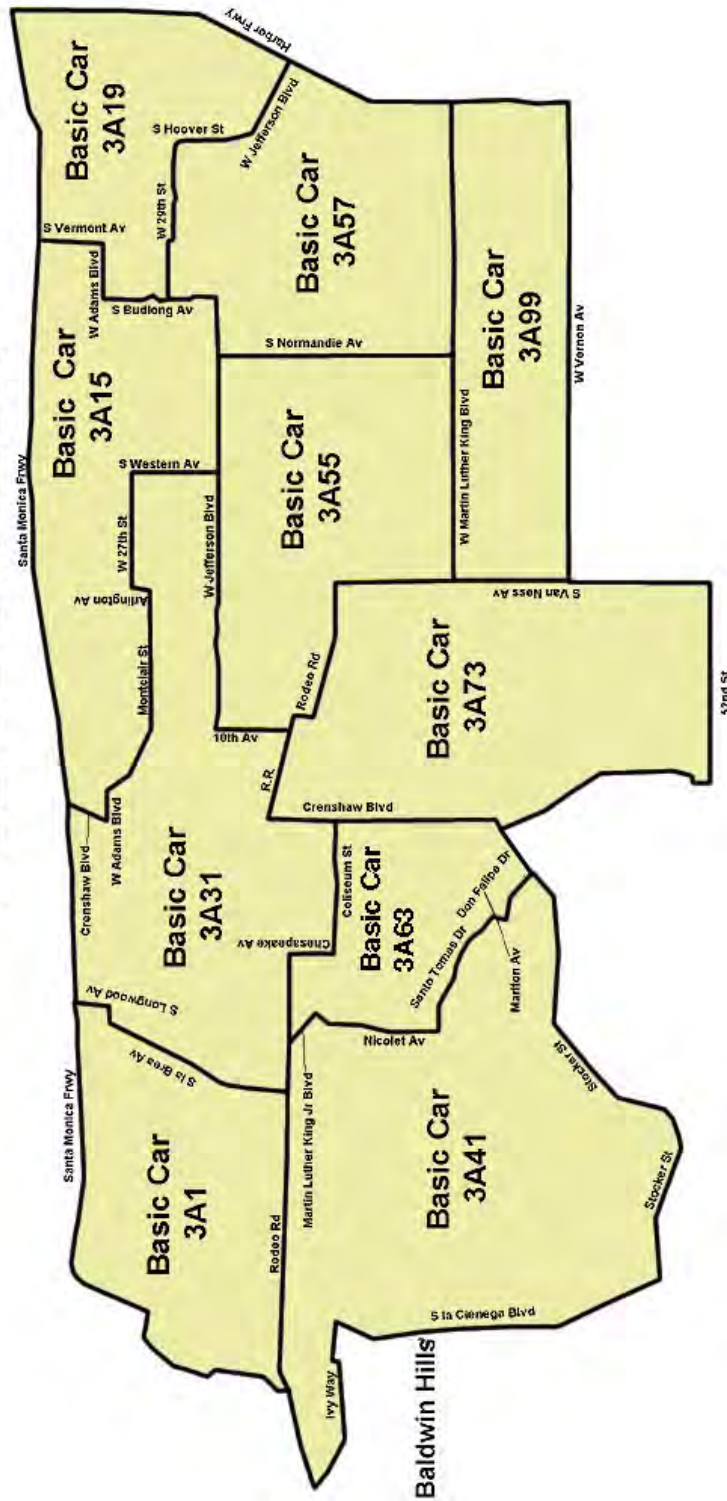 Santa Monica Frwy
Santa Monica Frwy
Harbor Frwy
Basic Car
3A1
S la Brea Av
S Longwood Av
Crenshaw Blvd
W Adams Blvd
Basic Car
3A31
Montclair St
Arlington Av
W 27th St
Basic Car
3A15
S Western Av
W Adams Blvd
S Budlong Av
S Vermont Av
W 29th St
Basic Car
3A19
S Hoover St
W Jefferson Blvd
Rodeo Rd
Martin Luther King Jr Blvd
Chesapeake Av
Coliseum St
R.R.
10th Av
W Jefferson Blvd
Rodeo Rd
Basic Car
3A55
S Normandie Av
Basic Car
3A57
Ivy Way
Basic Car
3A63
Nicolet Av
Santo Tomas Dr
Don Felipe Dr
Marlton Av
Crenshaw Blvd
Baldwin Hills
S la Cienega Blvd
Basic Car
3A41
Stocker St
Stocker St
Basic Car
3A73
S Van Ness Av
W Martin Luther King Blvd
Basic Car
3A99
W Vernon Av
52nd St